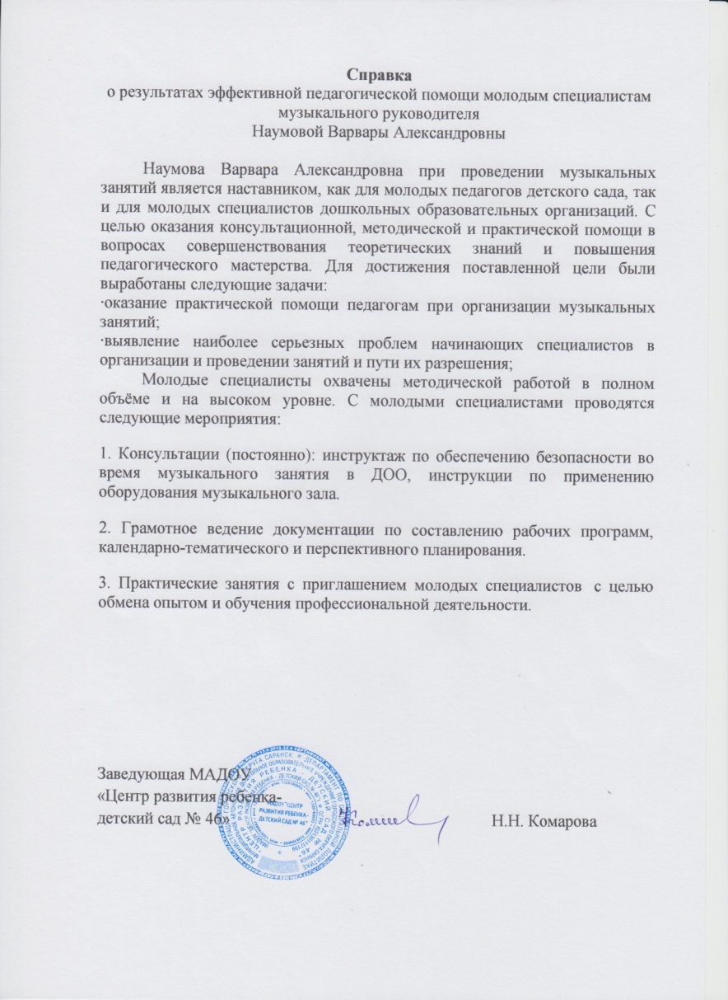 Справка
о результатах эффективной педагогической помощи молодым специалистам
музыкального руководителя
Наумовой Варвары Александровны
Наумова Варвара Александровна при проведении музыкальных
занятий является наставником, как для молодых педагогов детского сада, так
и для молодых специалистов дошкольных образовательных организаций. С
целью оказания консультационной, методической и практической помощи в
вопросах совершенствования теоретических знаний и повышения
педагогического мастерства. Для достижения поставленной цели были
выработаны следующие задачи:
·оказание практической помощи педагогам при организации музыкальных
занятий;
·выявление наиболее серьезных проблем начинающих специалистов в
организации и проведении занятий и пути их разрешения;
Молодые специалисты охвачены методической работой в полном
объёме и на высоком уровне. С молодыми специалистами проводятся
следующие мероприятия:
1. Консультации (постоянно): инструктаж по обеспечению безопасности во
время музыкального занятия в ДОО, инструкции по применению
оборудования музыкального зала.
2. Грамотное ведение документации по составлению рабочих программ,
календарно-тематического и перспективного планирования.
3. Практические занятия с приглашением молодых специалистов с целью
обмена опытом и обучения профессиональной деятельности.
Заведующая МАДОУ
«Центр развития ребенка-
детский сад № 46»
Н.Н. Комарова
МАДОУ "ЦЕНТР
РАЗВИТИЯ РЕБЕНКА -
ДЕТСКИЙ САД № 46"